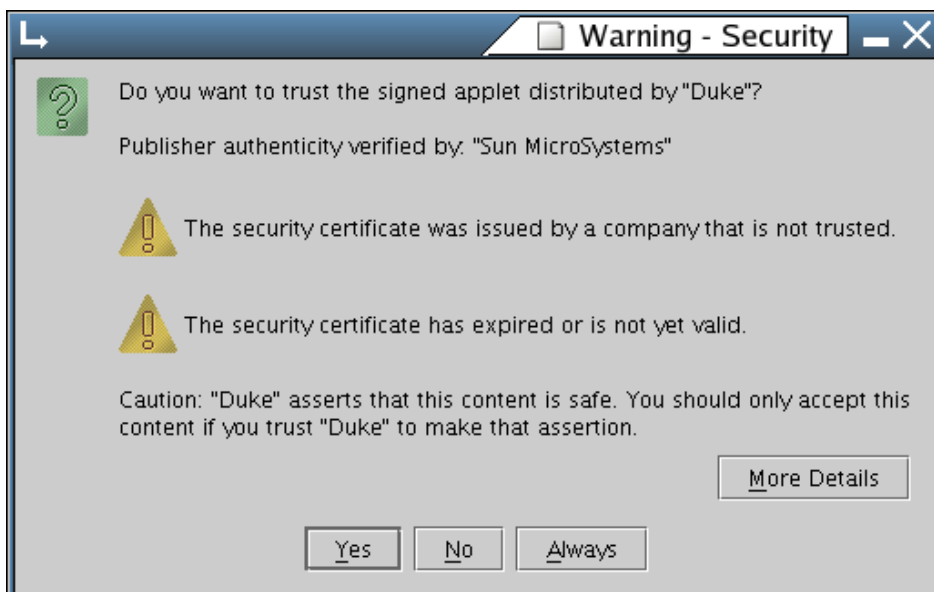 Warning - Security
Do you want to trust the signed applet distributed by "Duke"?
Publisher authenticity verified by: "Sun MicroSystems"
The security certificate was issued by a company that is not trusted.
The security certificate has expired or is not yet valid.
Caution: "Duke" asserts that this content is safe. You should only accept this
content if you trust "Duke" to make that assertion.
More Details
Yes No Always